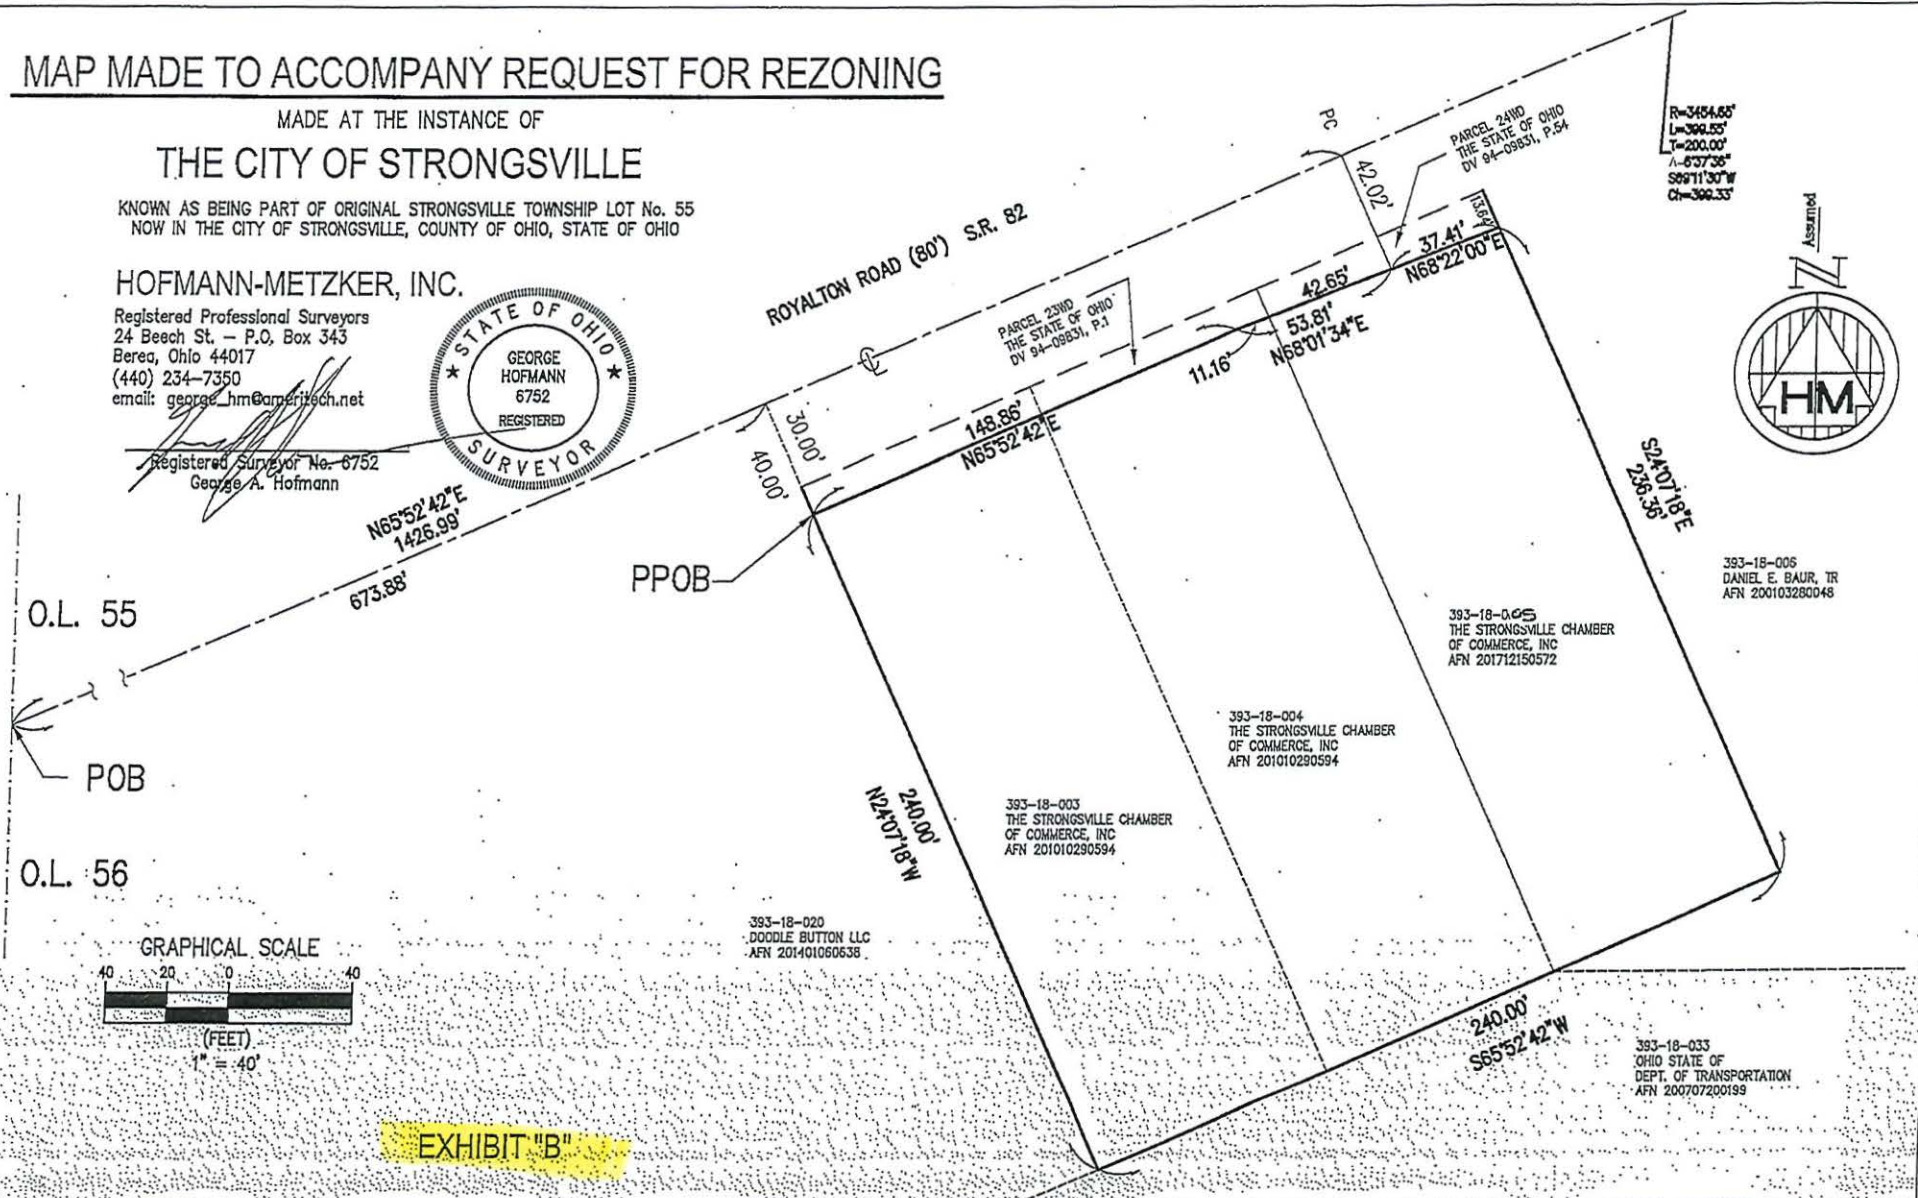 MAP MADE TO ACCOMPANY REQUEST FOR REZONING
MADE AT THE INSTANCE OF
THE CITY OF STRONGSVILLE
KNOWN AS BEING PART OF ORIGINAL STRONGSVILLE TOWNSHIP LOT No. 55
NOW IN THE CITY OF STRONGSVILLE, COUNTY OF OHIO, STATE OF OHIO
HOFMANN-METZKER, INC.
Registered Professional Surveyors
24 Beech St. – P.O. Box 343
Berea, Ohio 44017
(440) 234-7350
email: george_hm@ameritech.net
Registered Surveyor No. 6752
George A. Hofmann
STATE OF OHIO
GEORGE
HOFMANN
6752
REGISTERED
SURVEYOR
ROYALTON ROAD (80') S.R. 82
PC
42.02'
PARCEL 24WD
THE STATE OF OHIO
DV 94-09831, P.54
R=3454.65'
L=399.55'
T=200.00'
S69°11'30"W
Ch=399.33'
Assumed
N
HM
13.64'
37.41'
N68°22'00"E
42.65'
53.81'
N68°01'34"E
11.16'
PARCEL 23WD
THE STATE OF OHIO
DV 94-09831, P.1
148.86'
N65°52'42"E
30.00'
40.00'
N65°52'42"E
1426.99'
673.88'
PPOB
O.L. 55
POB
O.L. 56
S24°07'18"E
236.36'
393-18-006
DANIEL E. BAUR, TR
AFN 200103280048
393-18-005
THE STRONGSVILLE CHAMBER
OF COMMERCE, INC
AFN 201712150572
393-18-004
THE STRONGSVILLE CHAMBER
OF COMMERCE, INC
AFN 201010290594
393-18-003
THE STRONGSVILLE CHAMBER
OF COMMERCE, INC
AFN 201010290594
240.00'
N24°07'18"W
393-18-020
DOODLE BUTTON LLC
AFN 201401060638
240.00'
S65°52'42"W
393-18-033
OHIO STATE OF
DEPT. OF TRANSPORTATION
AFN 200707200199
GRAPHICAL SCALE
40 20 0 40
(FEET)
1" = 40'
EXHIBIT "B"